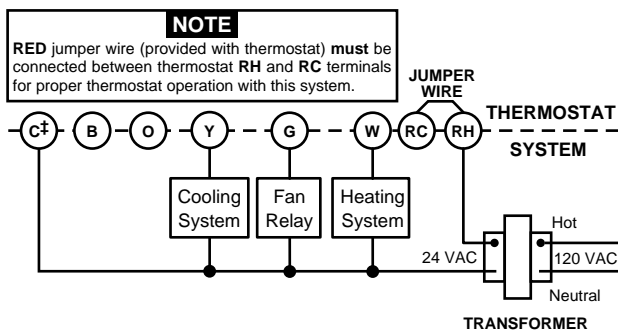 NOTE
RED jumper wire (provided with thermostat) must be
connected between thermostat RH and RC terminals
for proper thermostat operation with this system.
JUMPER
WIRE
THERMOSTAT
C‡ B O Y G W RC RH
SYSTEM
Cooling
System
Fan
Relay
Heating
System
24 VAC
Hot
120 VAC
Neutral
TRANSFORMER